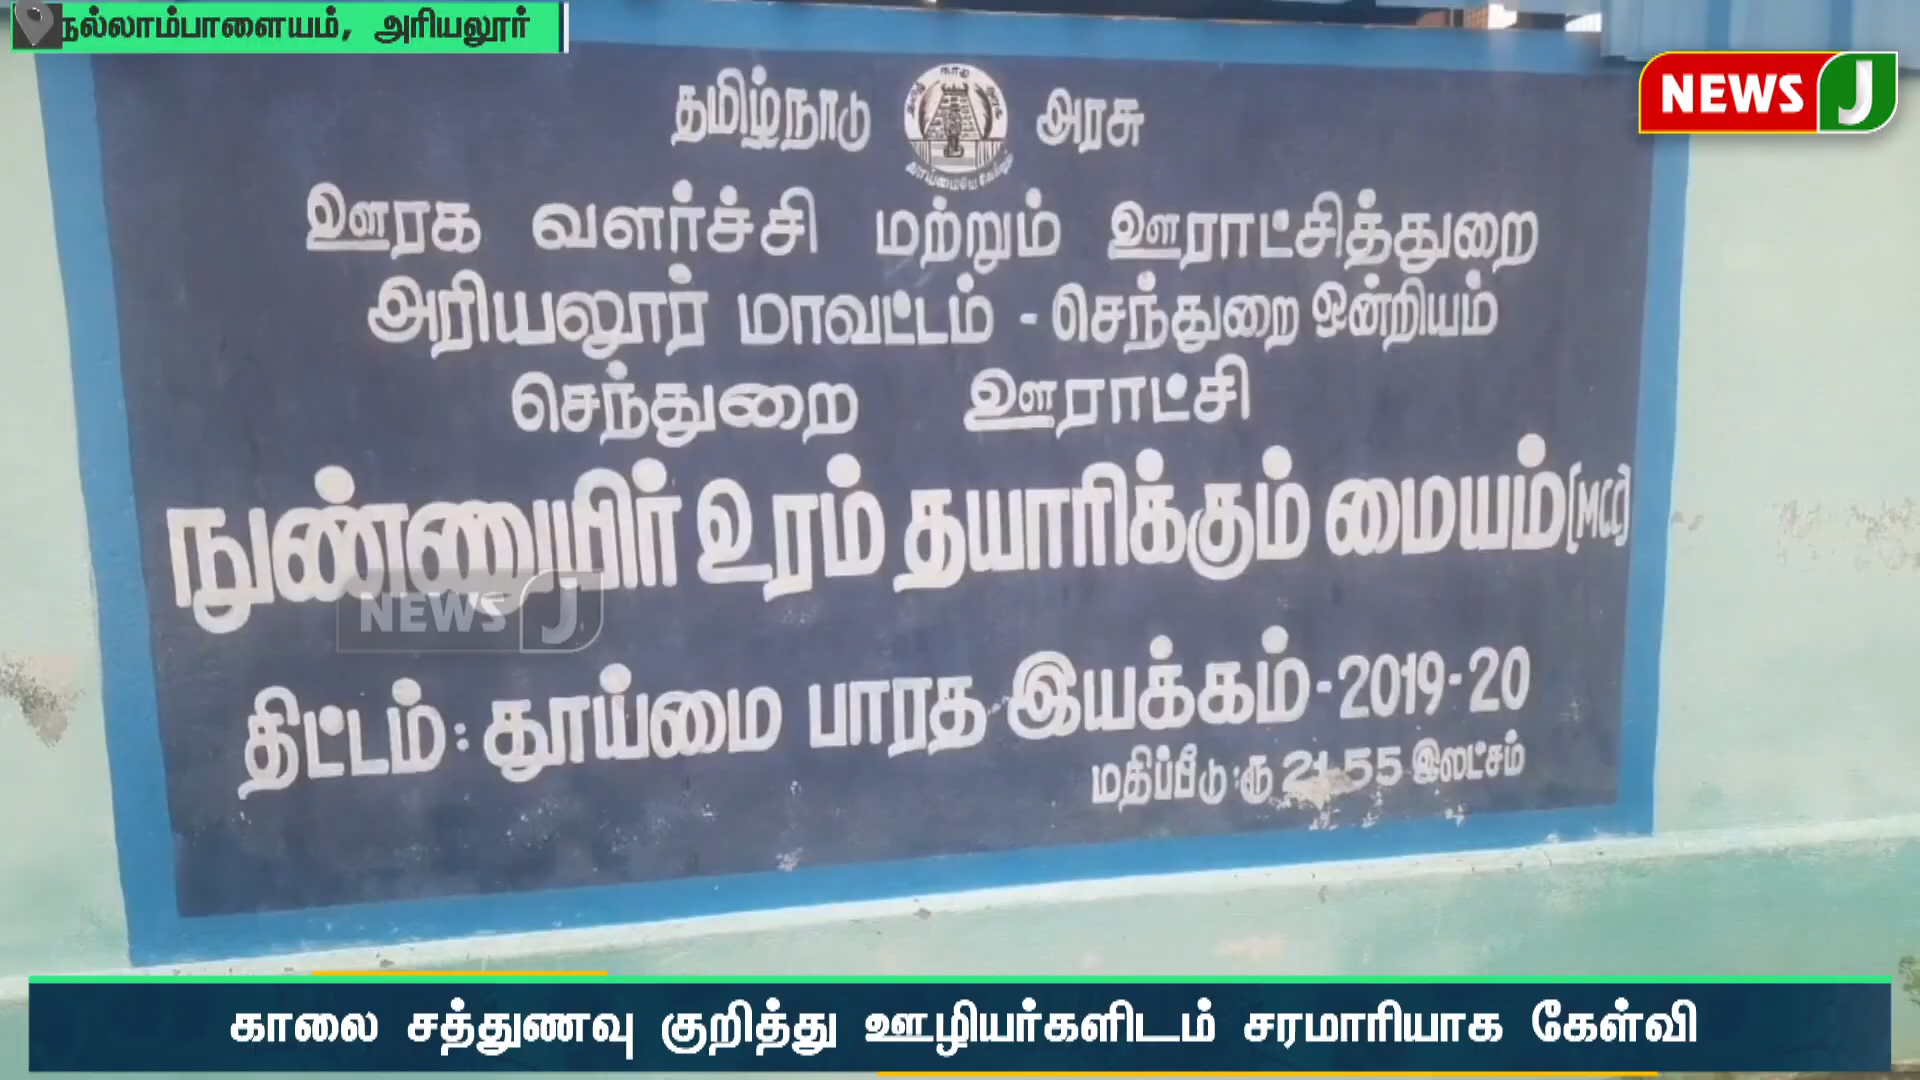 நல்லாம்பாளையம், அரியலூர்
NEWS J
தமிழ்நாடு அரசு
ஊரக வளர்ச்சி மற்றும் ஊராட்சித்துறை
அரியலூர் மாவட்டம் - செந்துறை ஒன்றியம்
செந்துறை ஊராட்சி
நுண்ணுயிர் உரம் தயாரிக்கும் மையம் (MCC)
NEWS J
திட்டம் : தூய்மை பாரத இயக்கம் - 2019-20
மதிப்பீடு : ரூ 21.55 இலட்சம்
காலை சத்துணவு குறித்து ஊழியர்களிடம் சரமாரியாக கேள்வி